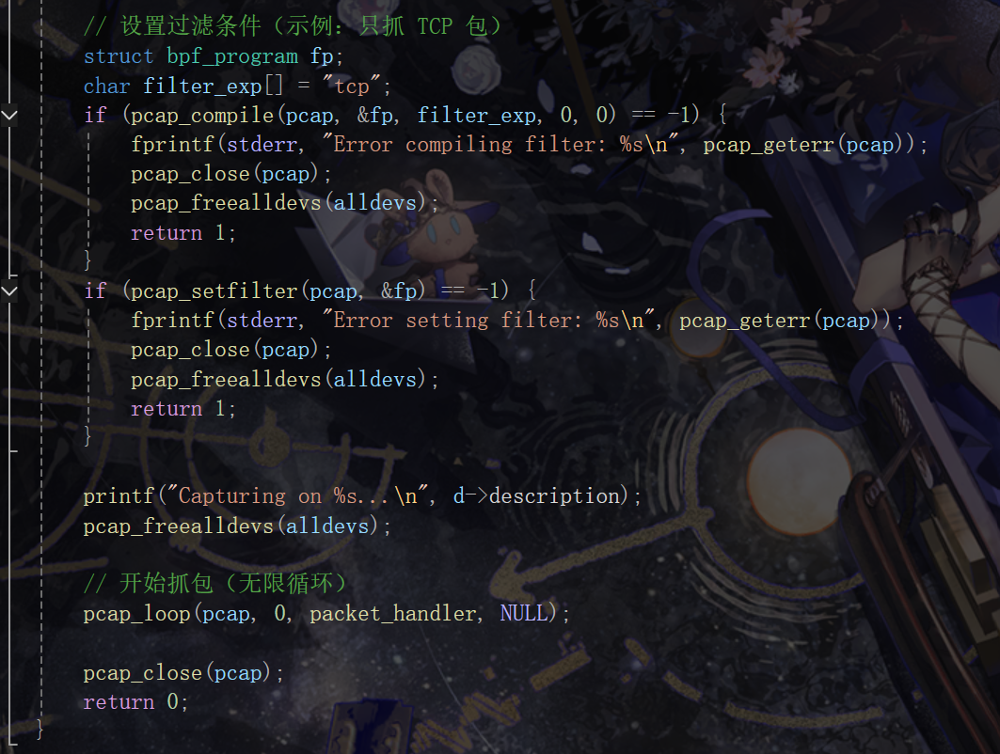 // 设置过滤条件（示例：只抓 TCP 包）
struct bpf_program fp;
char filter_exp[] = "tcp";
if (pcap_compile(pcap, &fp, filter_exp, 0, 0) == -1) {
fprintf(stderr, "Error compiling filter: %s\n", pcap_geterr(pcap));
pcap_close(pcap);
pcap_freealldevs(alldevs);
return 1;
}
if (pcap_setfilter(pcap, &fp) == -1) {
fprintf(stderr, "Error setting filter: %s\n", pcap_geterr(pcap));
pcap_close(pcap);
pcap_freealldevs(alldevs);
return 1;
}
printf("Capturing on %s...\n", d->description);
pcap_freealldevs(alldevs);
// 开始抓包（无限循环）
pcap_loop(pcap, 0, packet_handler, NULL);
pcap_close(pcap);
return 0;
}